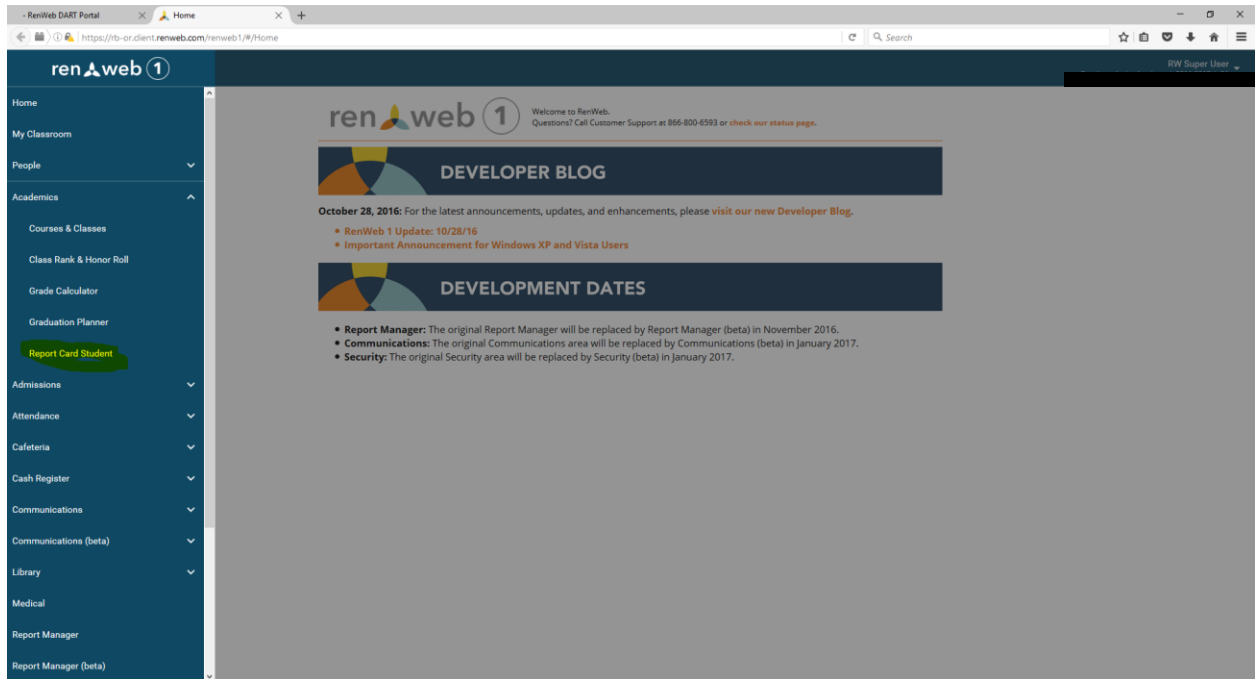 - RenWeb DART Portal
Home
https://rb-or.client.renweb.com/renweb1/#/Home
Search
ren web 1
RW Super User
Home
My Classroom
People
Academics
Courses & Classes
Class Rank & Honor Roll
Grade Calculator
Graduation Planner
Report Card Student
Admissions
Attendance
Cafeteria
Cash Register
Communications
Communications (beta)
Library
Medical
Report Manager
Report Manager (beta)
ren web 1
Welcome to RenWeb.
Questions? Call Customer Support at 866-800-6593 or check our status page.
DEVELOPER BLOG
October 28, 2016: For the latest announcements, updates, and enhancements, please visit our new Developer Blog.
• RenWeb 1 Update: 10/28/16
• Important Announcement for Windows XP and Vista Users
DEVELOPMENT DATES
• Report Manager: The original Report Manager will be replaced by Report Manager (beta) in November 2016.
• Communications: The original Communications area will be replaced by Communications (beta) in January 2017.
• Security: The original Security area will be replaced by Security (beta) in January 2017.